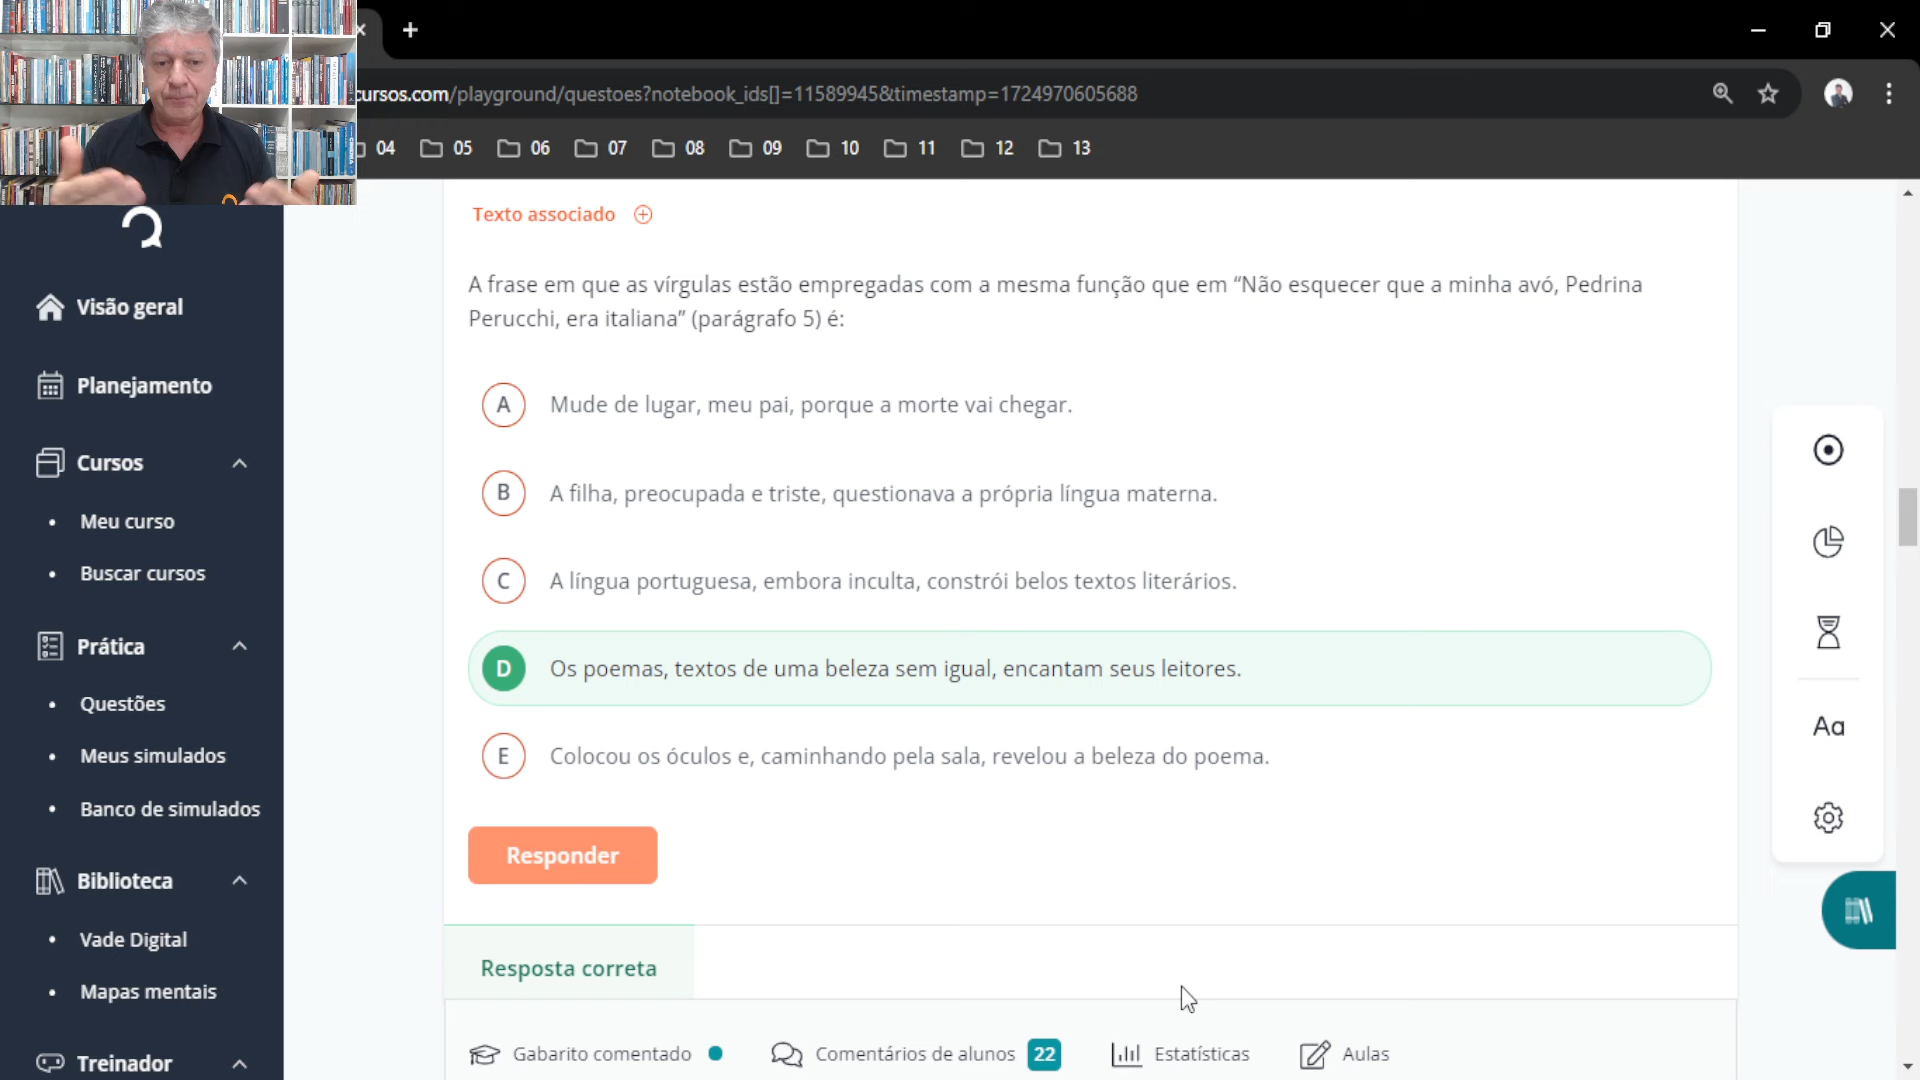 cursos.com/playground/questoes?notebook_ids[]=11589945&timestamp=1724970605688
04 05 06 07 08 09 10 11 12 13
Visão geral
Planejamento
Cursos
• Meu curso
• Buscar cursos
Prática
• Questões
• Meus simulados
• Banco de simulados
Biblioteca
• Vade Digital
• Mapas mentais
Treinador
Texto associado
A frase em que as vírgulas estão empregadas com a mesma função que em “Não esquecer que a minha avó, Pedrina
Perucchi, era italiana” (parágrafo 5) é:
A Mude de lugar, meu pai, porque a morte vai chegar.
B A filha, preocupada e triste, questionava a própria língua materna.
C A língua portuguesa, embora inculta, constrói belos textos literários.
D Os poemas, textos de uma beleza sem igual, encantam seus leitores.
E Colocou os óculos e, caminhando pela sala, revelou a beleza do poema.
Responder
Resposta correta
Gabarito comentado
Comentários de alunos 22
Estatísticas
Aulas
Aa